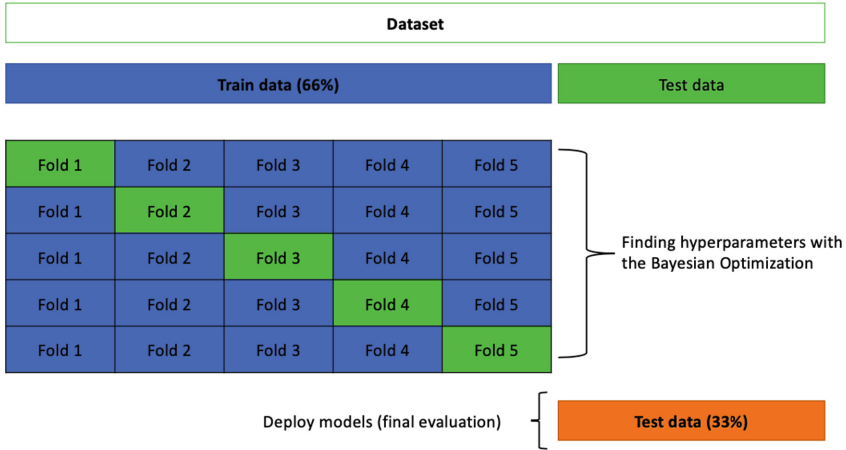 Dataset
Train data (66%) Test data
Fold 1 Fold 2 Fold 3 Fold 4 Fold 5
Fold 1 Fold 2 Fold 3 Fold 4 Fold 5
Fold 1 Fold 2 Fold 3 Fold 4 Fold 5
Fold 1 Fold 2 Fold 3 Fold 4 Fold 5
Fold 1 Fold 2 Fold 3 Fold 4 Fold 5
Finding hyperparameters with
the Bayesian Optimization
Deploy models (final evaluation) Test data (33%)